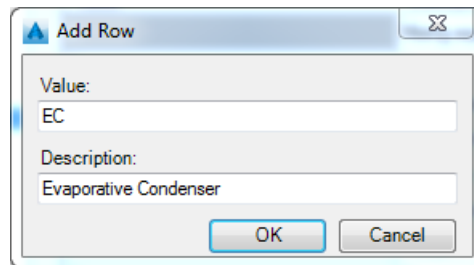 Add Row
Value:
EC
Description:
Evaporative Condenser
OK Cancel